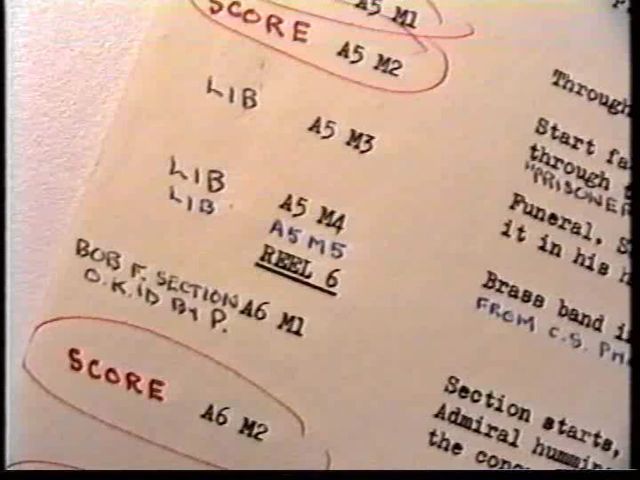 A5 M1
SCORE A5 M2
Through
LIB A5 M3
Start fa
through
"PRISONER
LIB A5 M4
Funeral, S
LIB A5 M5
it in his h
REEL 6
BOB F. SECTION A6 M1
O.K.'D BY P.
Brass band i
FROM C.S. PM
SCORE A6 M2
Section starts,
Admiral hummin
the conc